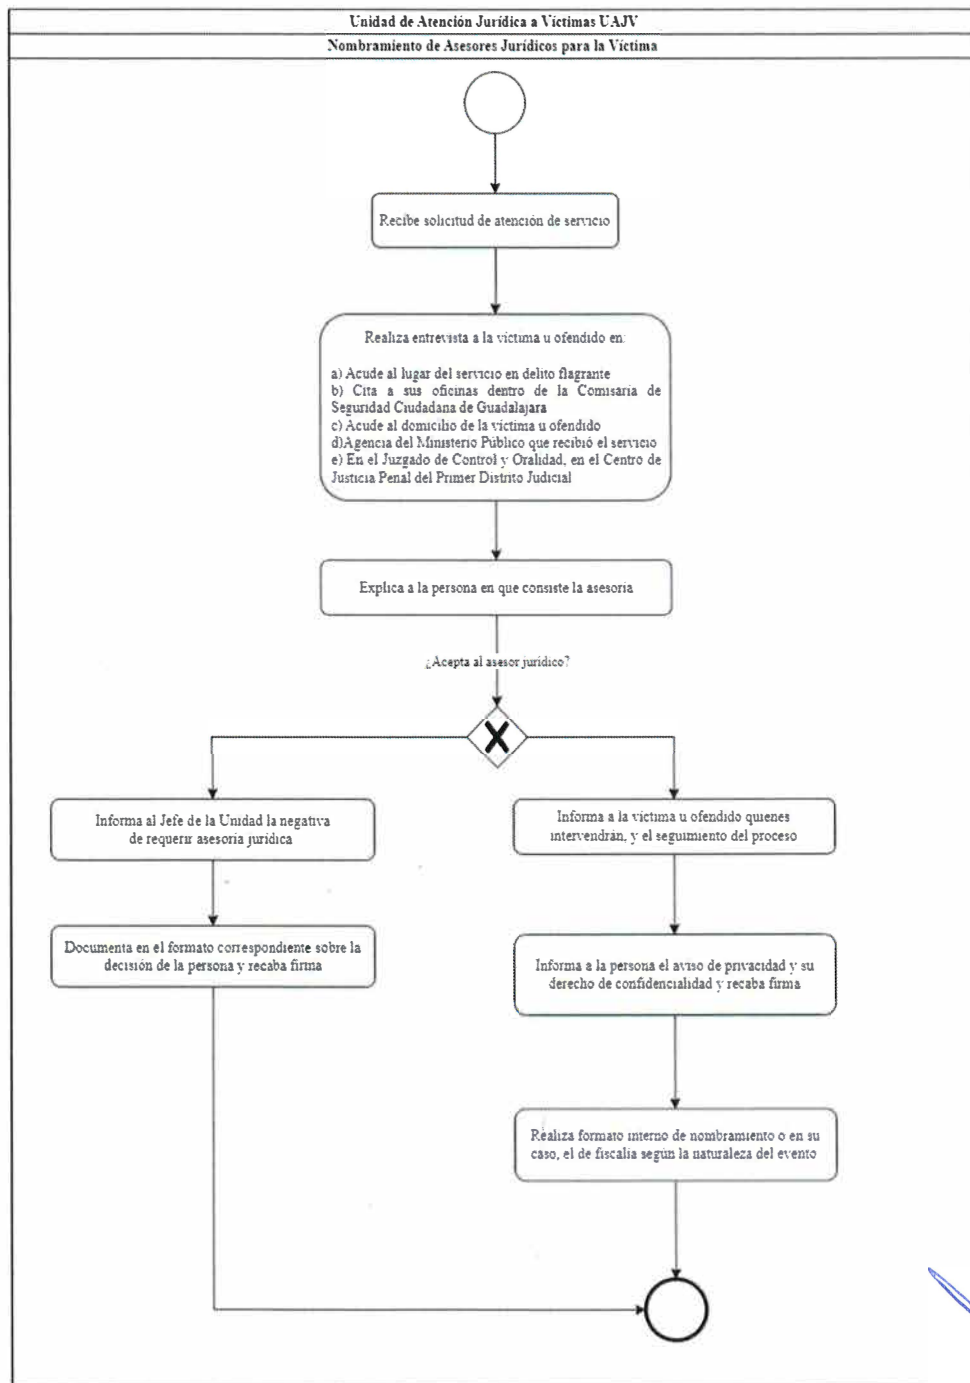 Unidad de Atención Jurídica a Víctimas UAJV
Nombramiento de Asesores Jurídicos para la Víctima
Recibe solicitud de atención de servicio
Realiza entrevista a la víctima u ofendido en:
a) Acude al lugar del servicio en delito flagrante
b) Cita a sus oficinas dentro de la Comisaria de
Seguridad Ciudadana de Guadalajara
c) Acude al domicilio de la víctima u ofendido
d)Agencia del Ministerio Público que recibió el servicio
e) En el Juzgado de Control y Oralidad, en el Centro de
Justicia Penal del Primer Distrito Judicial
Explica a la persona en que consiste la asesoría
¿Acepta al asesor jurídico?
Informa al Jefe de la Unidad la negativa
de requerir asesoría jurídica
Documenta en el formato correspondiente sobre la
decisión de la persona y recaba firma
Informa a la víctima u ofendido quienes
intervendrán, y el seguimiento del proceso
Informa a la persona el aviso de privacidad y su
derecho de confidencialidad y recaba firma
Realiza formato interno de nombramiento o en su
caso, el de fiscalía según la naturaleza del evento